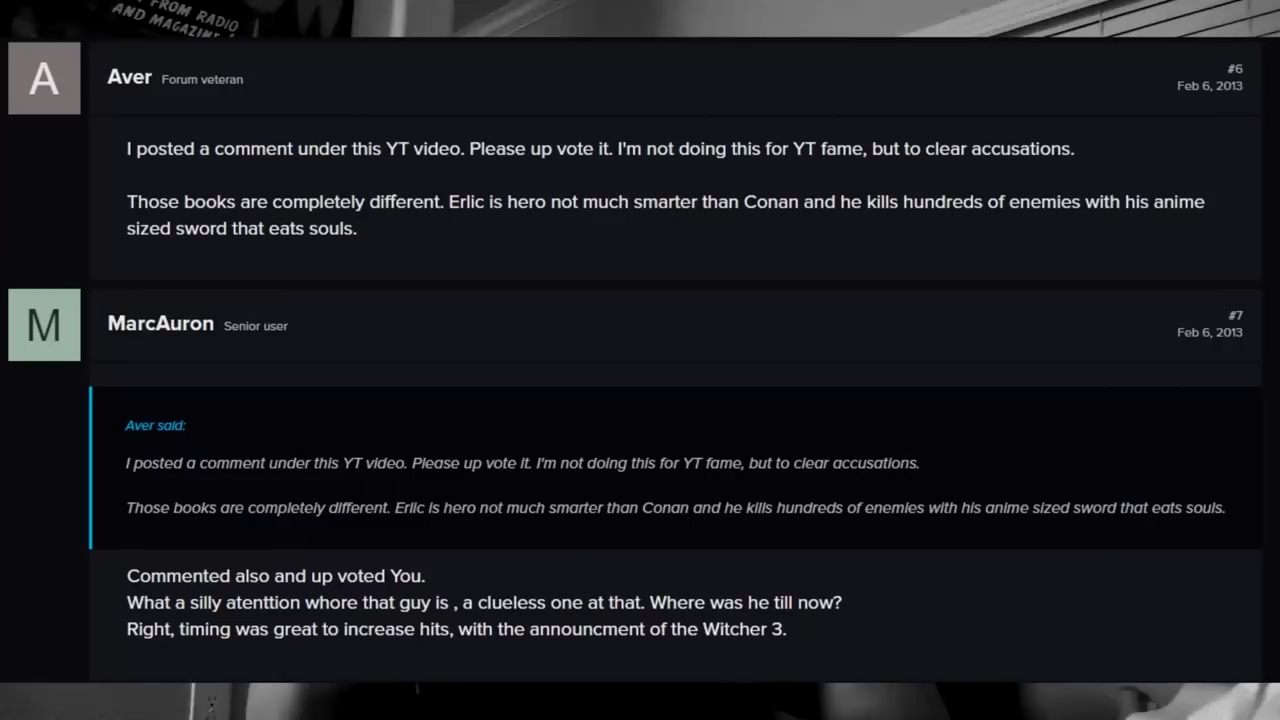 FROM RADIO
AND MAGAZINE
A
Aver Forum veteran
#6
Feb 6, 2013
I posted a comment under this YT video. Please up vote it. I'm not doing this for YT fame, but to clear accusations.
Those books are completely different. Erlic is hero not much smarter than Conan and he kills hundreds of enemies with his anime
sized sword that eats souls.
M
MarcAuron Senior user
#7
Feb 6, 2013
Aver said:
I posted a comment under this YT video. Please up vote it. I'm not doing this for YT fame, but to clear accusations.
Those books are completely different. Erlic is hero not much smarter than Conan and he kills hundreds of enemies with his anime sized sword that eats souls.
Commented also and up voted You.
What a silly atenttion whore that guy is , a clueless one at that. Where was he till now?
Right, timing was great to increase hits, with the announcment of the Witcher 3.